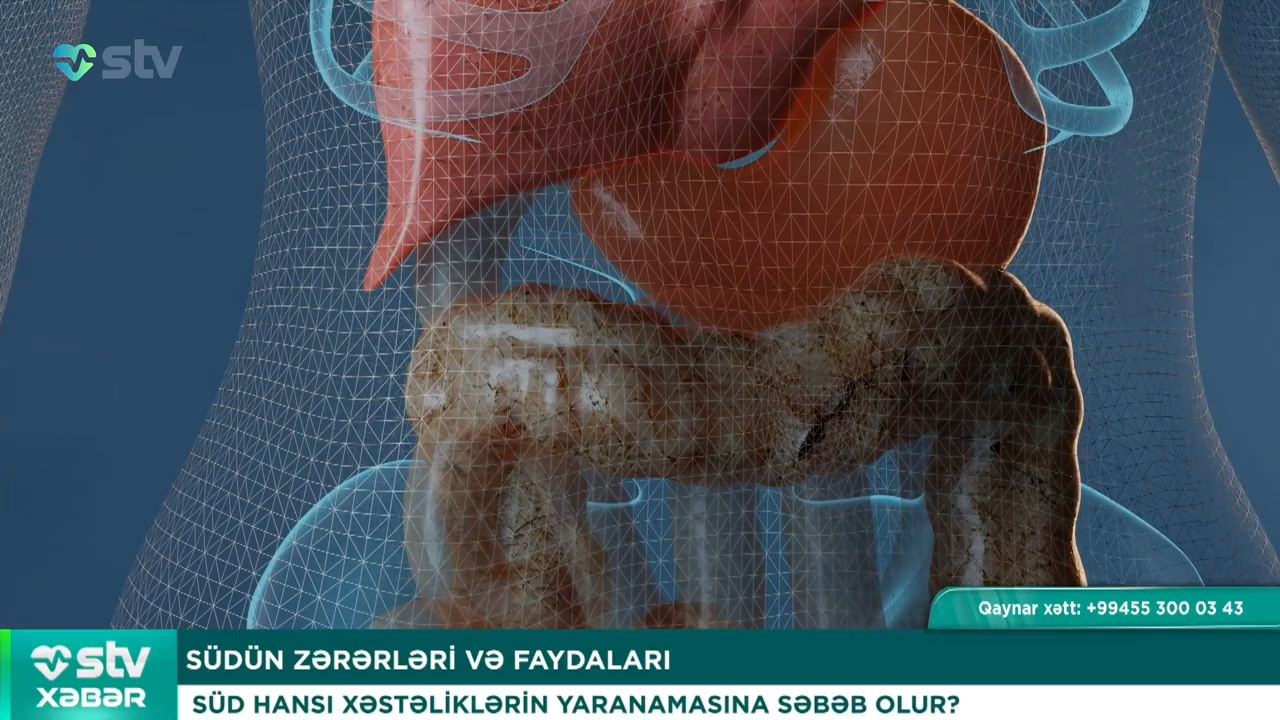 stv
Qaynar xətt: +99455 300 03 43
stv
XƏBƏR
SÜDÜN ZƏRƏRLƏRİ VƏ FAYDALARI
SÜD HANSI XƏSTƏLİKLƏRİN YARANAMASINA SƏBƏB OLUR?